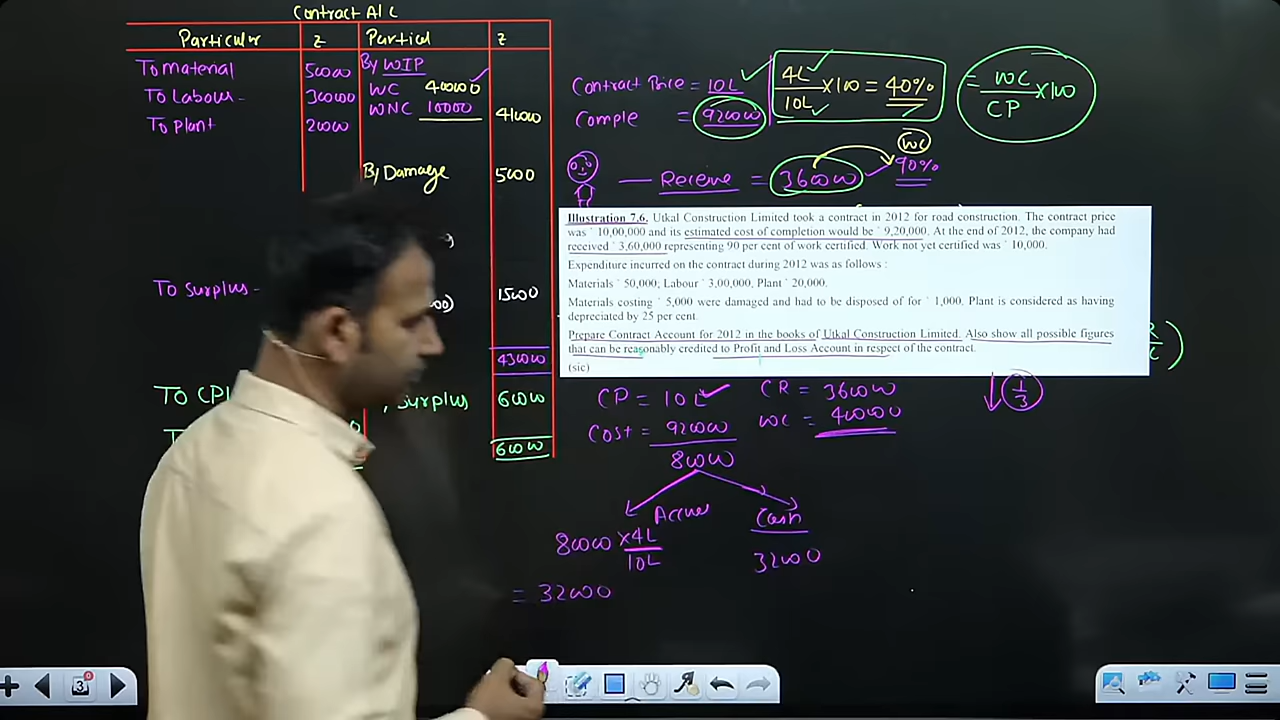 Contract A/C
Particular z Partical z
To material 50000 By WIP
To Labour - 300000 WC 400000
To Plant 20000 WNC 10000 410000
By Damage 5000
To Surplus - 15000
430000
Surplus 60000
60000
Contract Price = 10L
Comple = 920000
4L/10L × 100 = 40%
= WC/CP × 100
WC
— Receive = 360000 90%
Illustration 7.6. Utkal Construction Limited took a contract in 2012 for road construction. The contract price
was ` 10,00,000 and its estimated cost of completion would be ` 9,20,000. At the end of 2012, the company had
received ` 3,60,000 representing 90 per cent of work certified. Work not yet certified was ` 10,000.
Expenditure incurred on the contract during 2012 was as follows :
Materials ` 50,000; Labour ` 3,00,000, Plant ` 20,000.
Materials costing ` 5,000 were damaged and had to be disposed of for ` 1,000. Plant is considered as having
depreciated by 25 per cent.
Prepare Contract Account for 2012 in the books of Utkal Construction Limited. Also show all possible figures
that can be reasonably credited to Profit and Loss Account in respect of the contract.
(sic)
CP = 10L CR = 360000
Cost = 920000 WC = 400000
80000
1/3
Accrue Cash
80000 × 4L/10L 32000
= 32000
3
0